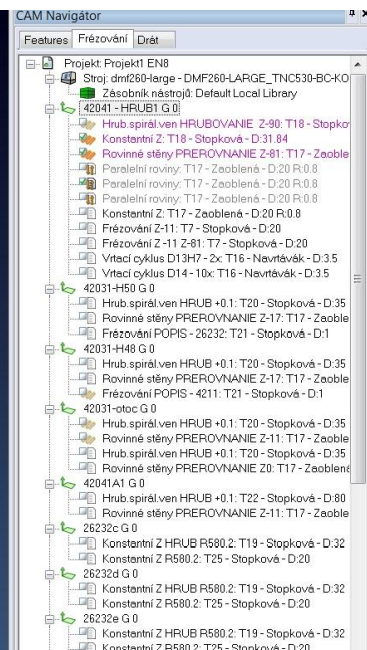 CAM Navigátor
Features Frézování Drát
Projekt: Projekt1 EN8
Stroj: dmf260-large - DMF260-LARGE_TNC530-BC-KO
Zásobník nástrojů: Default Local Library
42041 - HRUB1 G 0
Hrub.spirál.ven HRUBOVANIE Z-90: T18 - Stopko
Konstantní Z: T18 - Stopková - D:31.84
Rovinné stěny PREROVNANIE Z-81: T17 - Zaoble
Paralelní roviny: T17 - Zaoblená - D:20 R:0.8
Paralelní roviny: T17 - Zaoblená - D:20 R:0.8
Paralelní roviny: T17 - Zaoblená - D:20 R:0.8
Konstantní Z: T17 - Zaoblená - D:20 R:0.8
Frézování Z-11: T7 - Stopková - D:20
Frézování Z -11 Z-81: T7 - Stopková - D:20
Vrtací cyklus D13H7 - 2x: T16 - Navrtávák - D:3.5
Vrtací cyklus D14 - 10x: T16 - Navrtávák - D:3.5
42031-H50 G 0
Hrub.spirál.ven HRUB +0.1: T20 - Stopková - D:35
Rovinné stěny PREROVNANIE Z-17: T17 - Zaoble
Frézování POPIS - 26232: T21 - Stopková - D:1
42031-H48 G 0
Hrub.spirál.ven HRUB +0.1: T20 - Stopková - D:35
Rovinné stěny PREROVNANIE Z-17: T17 - Zaoble
Frézování POPIS - 4211: T21 - Stopková - D:1
42031-otoc G 0
Hrub.spirál.ven HRUB +0.1: T20 - Stopková - D:35
Rovinné stěny PREROVNANIE Z-11: T17 - Zaoble
Hrub.spirál.ven HRUB +0.1: T20 - Stopková - D:35
Rovinné stěny PREROVNANIE Z0: T17 - Zaoblená
42041A1 G 0
Hrub.spirál.ven HRUB +0.1: T22 - Stopková - D:80
Rovinné stěny PREROVNANIE Z-11: T17 - Zaoble
26232c G 0
Konstantní Z HRUB R580.2: T19 - Stopková - D:32
Konstantní Z R580.2: T25 - Stopková - D:20
26232d G 0
Konstantní Z HRUB R580.2: T19 - Stopková - D:32
Konstantní Z R580.2: T25 - Stopková - D:20
26232e G 0
Konstantní Z HRUB R580.2: T19 - Stopková - D:32
Konstantní Z R580.2: T25 - Stopková - D:20